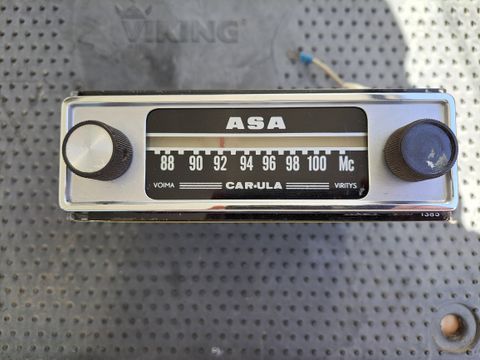 VIKING
ASA
88 90 92 94 96 98 100 Mc
VOIMA CAR-ULA VIRITYS
1385